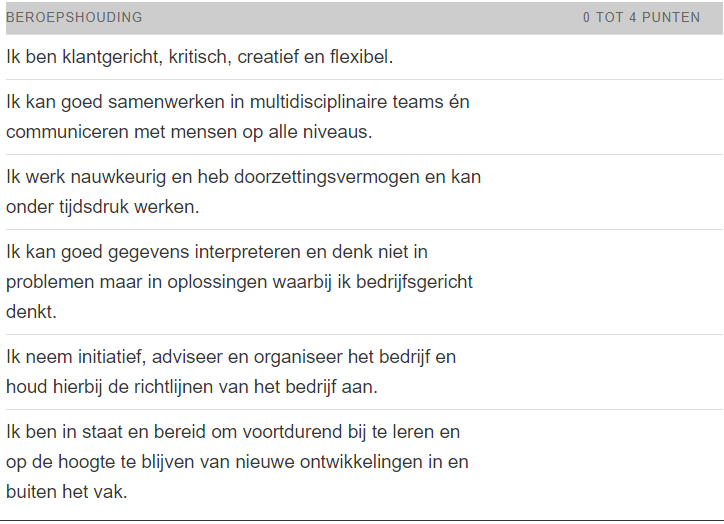 BEROEPSHOUDING 0 TOT 4 PUNTEN
Ik ben klantgericht, kritisch, creatief en flexibel.
Ik kan goed samenwerken in multidisciplinaire teams én
communiceren met mensen op alle niveaus.
Ik werk nauwkeurig en heb doorzettingsvermogen en kan
onder tijdsdruk werken.
Ik kan goed gegevens interpreteren en denk niet in
problemen maar in oplossingen waarbij ik bedrijfsgericht
denkt.
Ik neem initiatief, adviseer en organiseer het bedrijf en
houd hierbij de richtlijnen van het bedrijf aan.
Ik ben in staat en bereid om voortdurend bij te leren en
op de hoogte te blijven van nieuwe ontwikkelingen in en
buiten het vak.